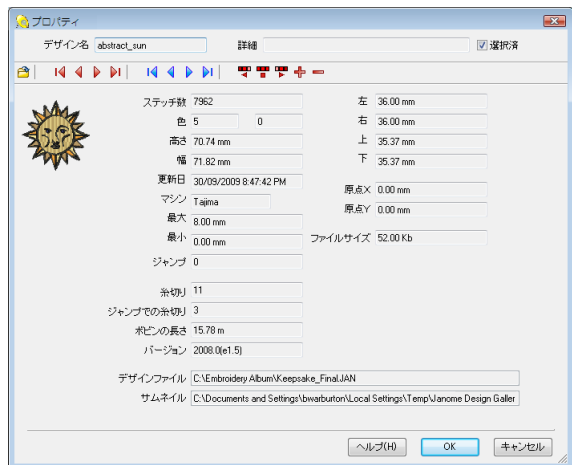 プロパティ
デザイン名 abstract_sun 詳細 選択済
ステッチ数 7962 左 36.00 mm
色 5 0 右 36.00 mm
高さ 70.74 mm 上 35.37 mm
幅 71.82 mm 下 35.37 mm
更新日 30/09/2009 8:47:42 PM 原点X 0.00 mm
マシン Tajima 原点Y 0.00 mm
最大 8.00 mm
最小 0.00 mm ファイルサイズ 52.00 Kb
ジャンプ 0
糸切り 11
ジャンプでの糸切り 3
ボビンの長さ 15.78 m
バージョン 2008.0(e1.5)
デザインファイル C:\Embroidery Album\Keepsake_Final.JAN
サムネイル C:\Documents and Settings\bwarburton\Local Settings\Temp\Janome Design Galler
ヘルプ(H) OK キャンセル